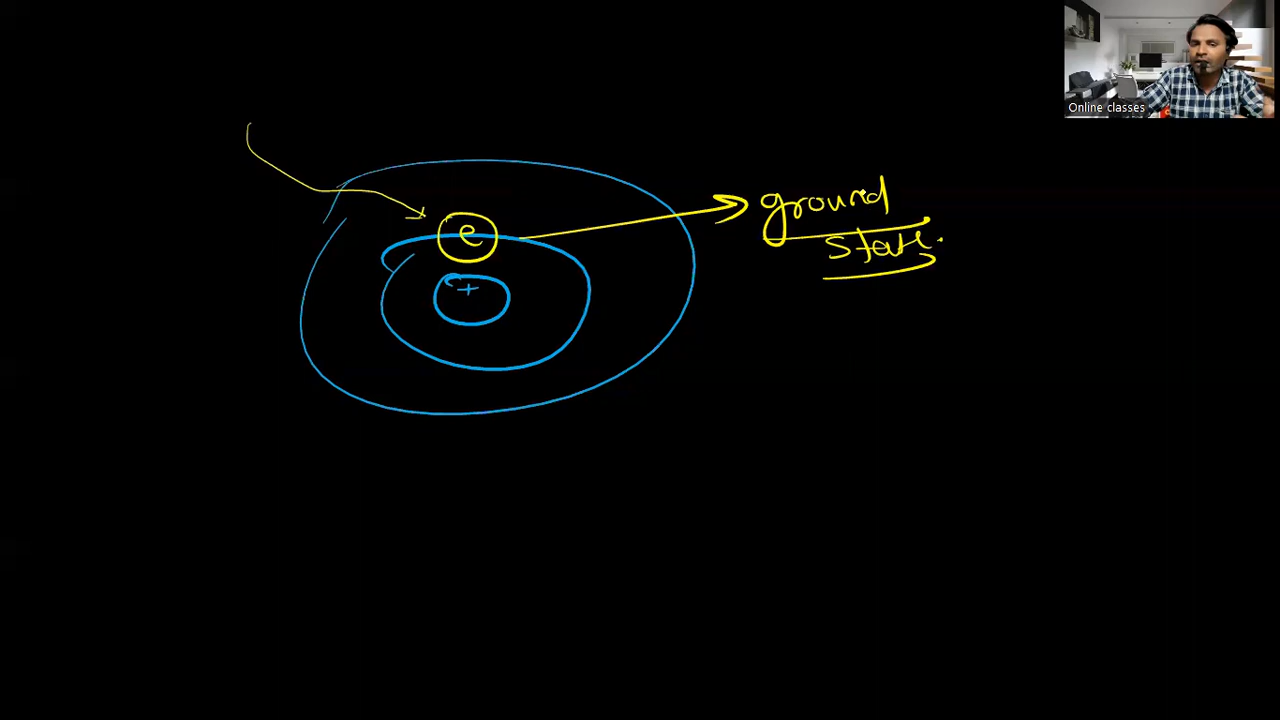 Online classes
ground
state.
e
+